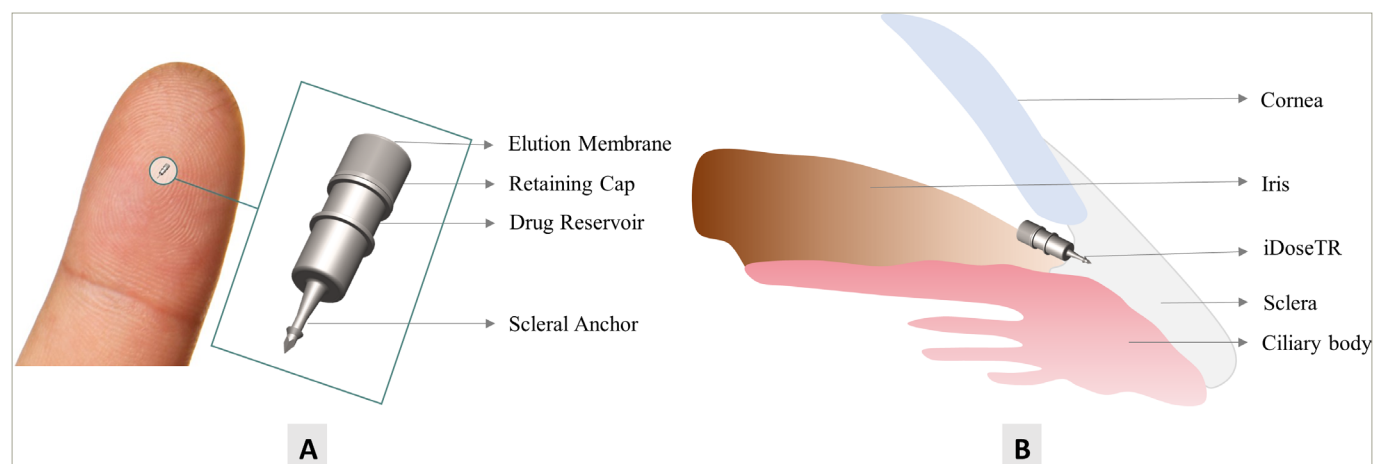 Elution Membrane
Retaining Cap
Drug Reservoir
Scleral Anchor
A
Cornea
Iris
iDoseTR
Sclera
Ciliary body
B